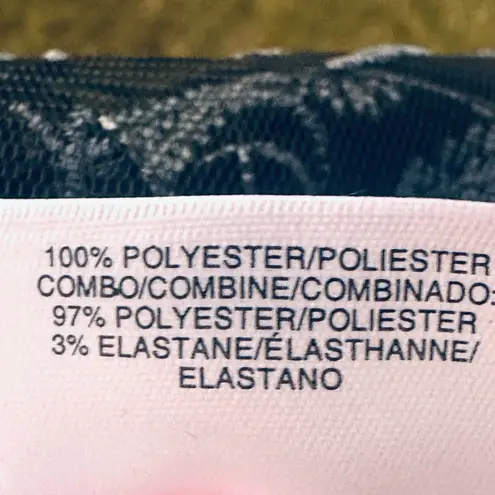 100% POLYESTER/POLIESTER
COMBO/COMBINE/COMBINADO:
97% POLYESTER/POLIESTER
3% ELASTANE/ÉLASTHANNE/
ELASTANO